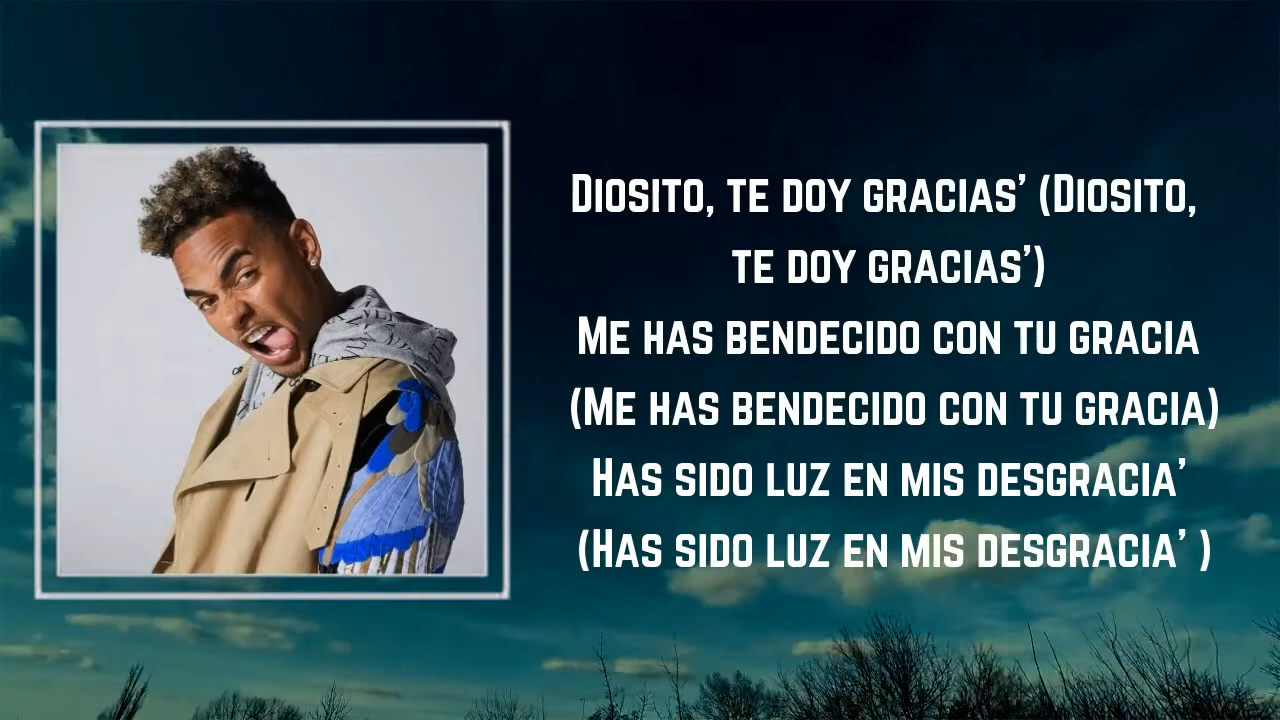 Diosito, te doy gracias' (Diosito,
te doy gracias')
Me has bendecido con tu gracia
(Me has bendecido con tu gracia)
Has sido luz en mis desgracia'
(Has sido luz en mis desgracia' )